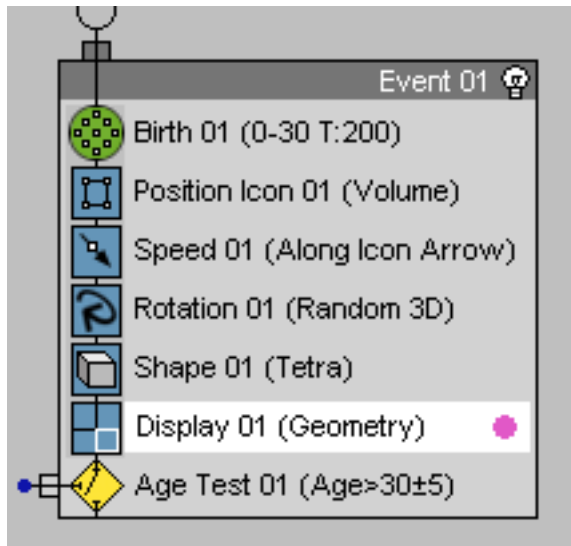 Event 01
Birth 01 (0-30 T:200)
Position Icon 01 (Volume)
Speed 01 (Along Icon Arrow)
Rotation 01 (Random 3D)
Shape 01 (Tetra)
Display 01 (Geometry)
Age Test 01 (Age>30±5)